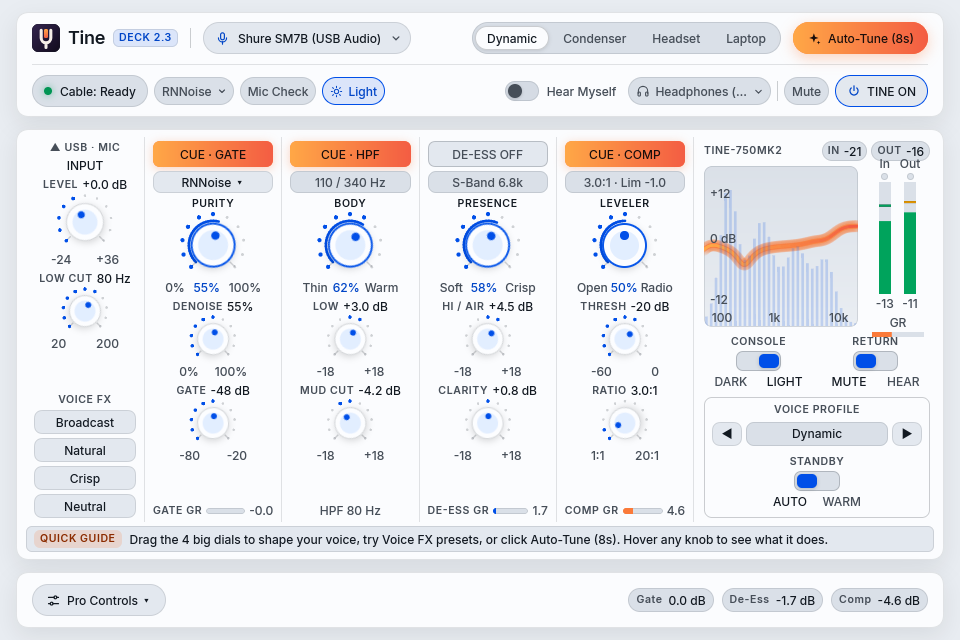 Tine DECK 2.3 Shure SM7B (USB Audio) Dynamic Condenser Headset Laptop Auto-Tune (8s)
Cable: Ready RNNoise Mic Check Light Hear Myself Headphones (... Mute TINE ON
USB · MIC
INPUT
LEVEL +0.0 dB
-24 +36
LOW CUT 80 Hz
20 200
VOICE FX
Broadcast
Natural
Crisp
Neutral
CUE · GATE
RNNoise
PURITY
0% 55% 100%
DENOISE 55%
0% 100%
GATE -48 dB
-80 -20
GATE GR -0.0
CUE · HPF
110 / 340 Hz
BODY
Thin 62% Warm
LOW +3.0 dB
-18 +18
MUD CUT -4.2 dB
-18 +18
HPF 80 Hz
DE-ESS OFF
S-Band 6.8k
PRESENCE
Soft 58% Crisp
HI / AIR +4.5 dB
-18 +18
CLARITY +0.8 dB
-18 +18
DE-ESS GR 1.7
CUE · COMP
3.0:1 · Lim -1.0
LEVELER
Open 50% Radio
THRESH -20 dB
-60 0
RATIO 3.0:1
1:1 20:1
COMP GR 4.6
TINE-750MK2 IN -21 OUT -16
In Out
+12
0 dB
-12
100 1k 10k
-13 -11
GR
CONSOLE RETURN
DARK LIGHT MUTE HEAR
VOICE PROFILE
Dynamic
STANDBY
AUTO WARM
QUICK GUIDE Drag the 4 big dials to shape your voice, try Voice FX presets, or click Auto-Tune (8s). Hover any knob to see what it does.
Pro Controls Gate 0.0 dB De-Ess -1.7 dB Comp -4.6 dB